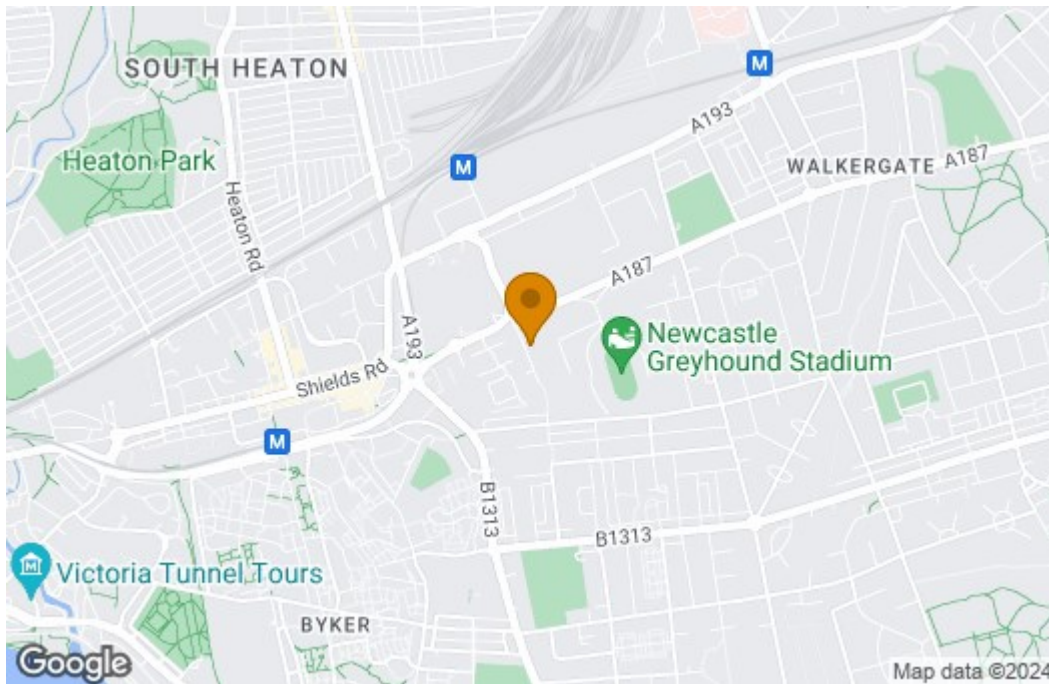 SOUTH HEATON
M
A193
Heaton Park
M
WALKERGATE
A187
Heaton Rd
A187
A193
Newcastle
Greyhound Stadium
Shields Rd
M
B1313
B1313
Victoria Tunnel Tours
BYKER
Google
Map data ©2024